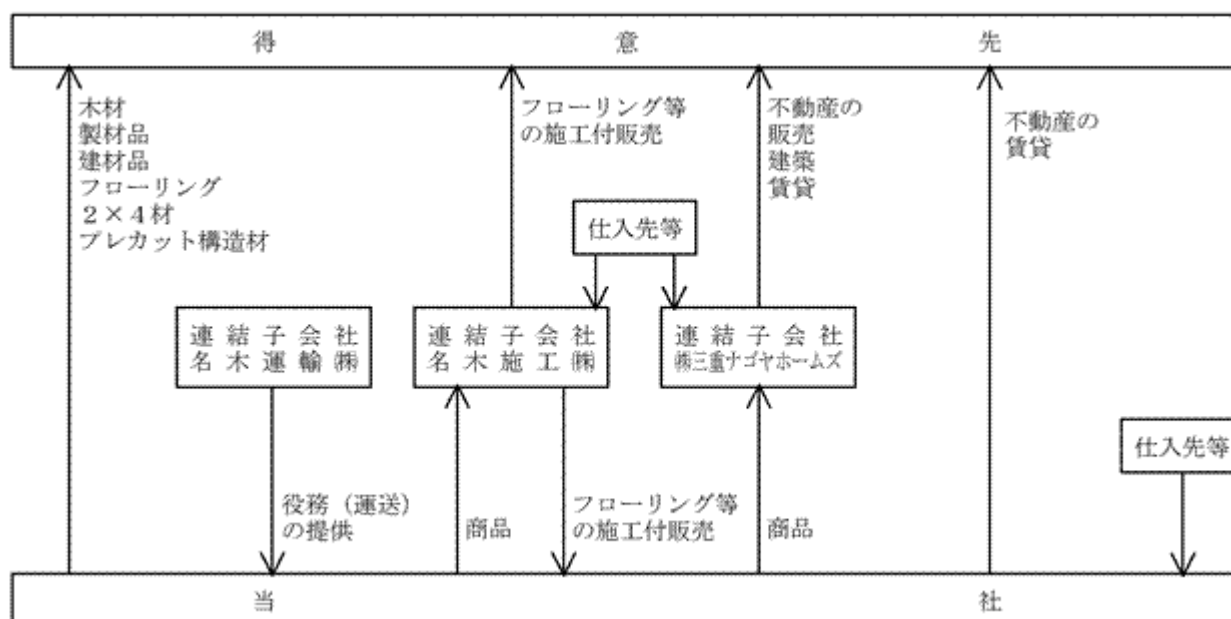 得意先
木材
製材品
建材品
フローリング
2×4材
プレカット構造材
フローリング等
の施工付販売
不動産の
販売
建築
賃貸
不動産の
賃貸
仕入先等
連結子会社
名木運輸㈱
連結子会社
名木施工㈱
連結子会社
㈱三重ナゴヤホームズ
仕入先等
役務（運送）
の提供
商品
フローリング等
の施工付販売
商品
当社